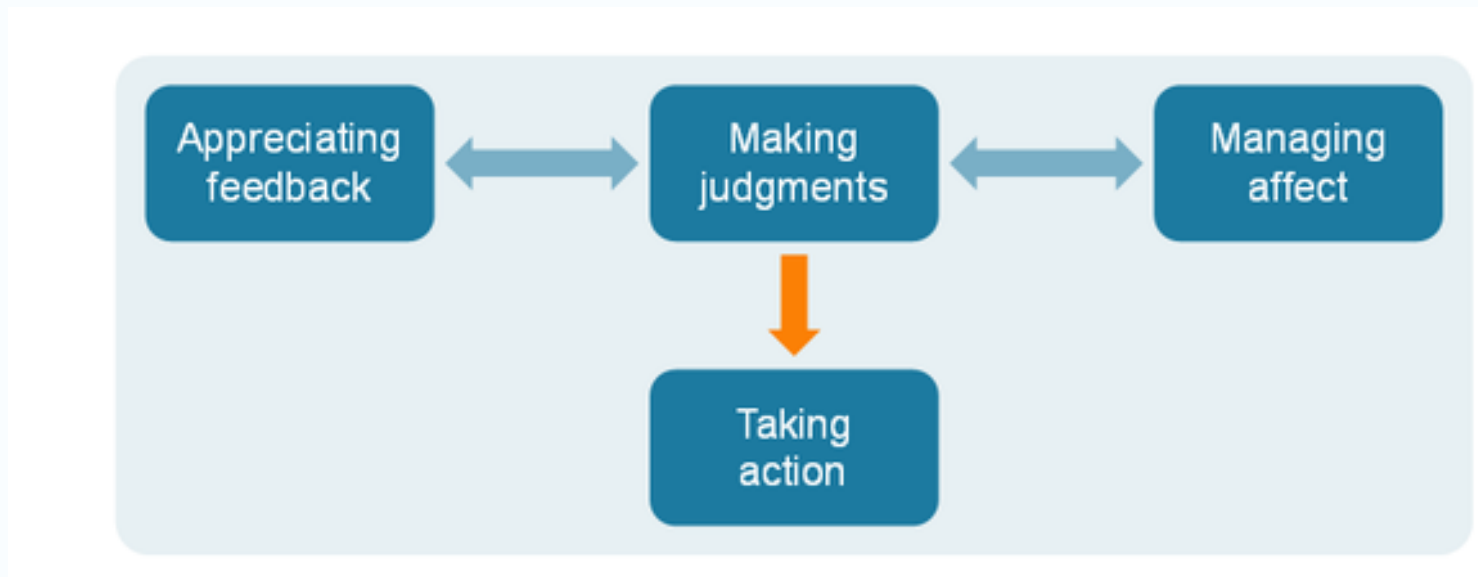 Appreciating
feedback
Making
judgments
Managing
affect
Taking
action